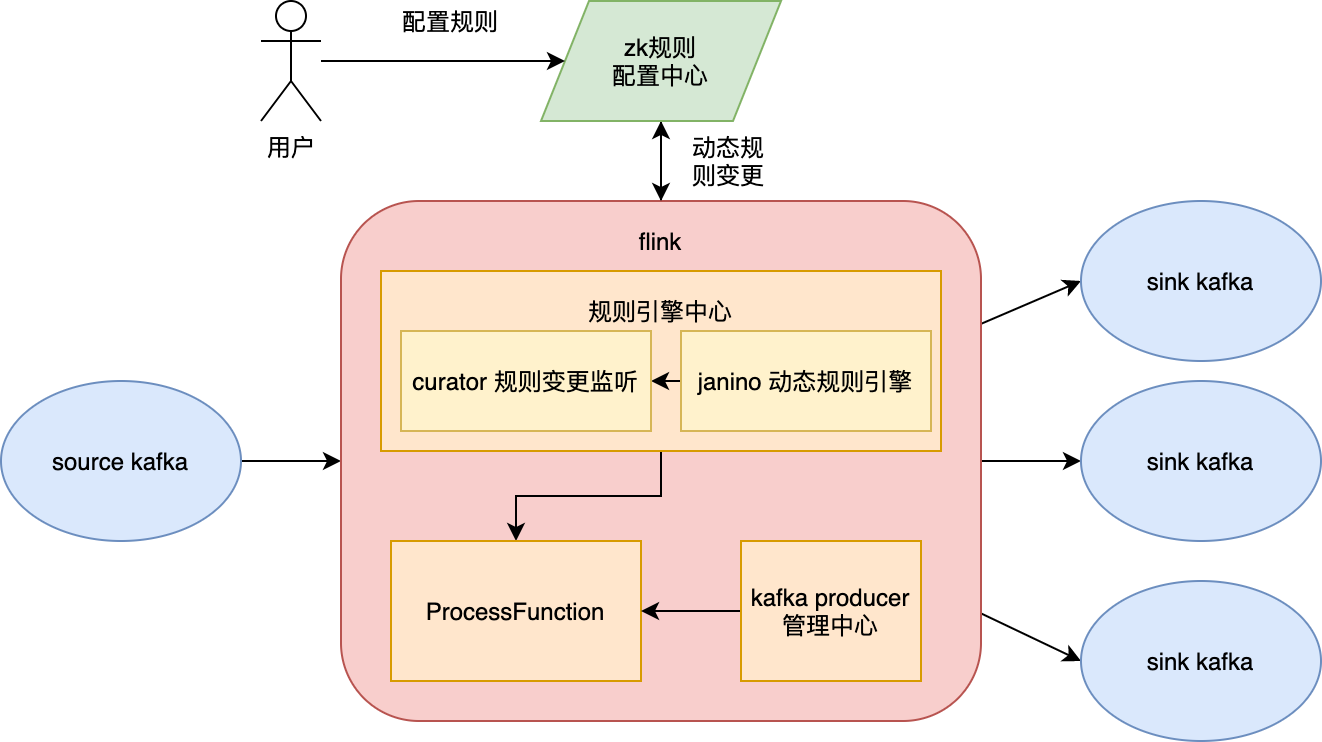 配置规则
zk规则
配置中心
用户
动态规
则变更
flink
规则引擎中心
curator 规则变更监听
janino 动态规则引擎
source kafka
sink kafka
sink kafka
sink kafka
ProcessFunction
kafka producer
管理中心